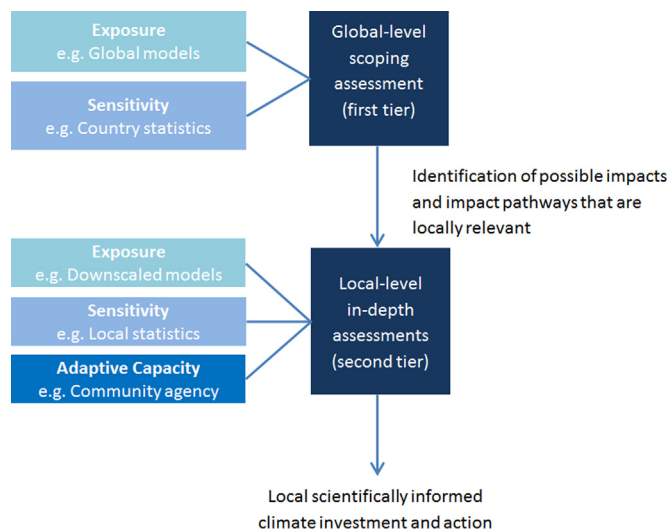 Exposure
e.g. Global models
Sensitivity
e.g. Country statistics
Global-level
scoping
assessment
(first tier)
Identification of possible impacts
and impact pathways that are
locally relevant
Exposure
e.g. Downscaled models
Sensitivity
e.g. Local statistics
Adaptive Capacity
e.g. Community agency
Local-level
in-depth
assessments
(second tier)
Local scientifically informed
climate investment and action